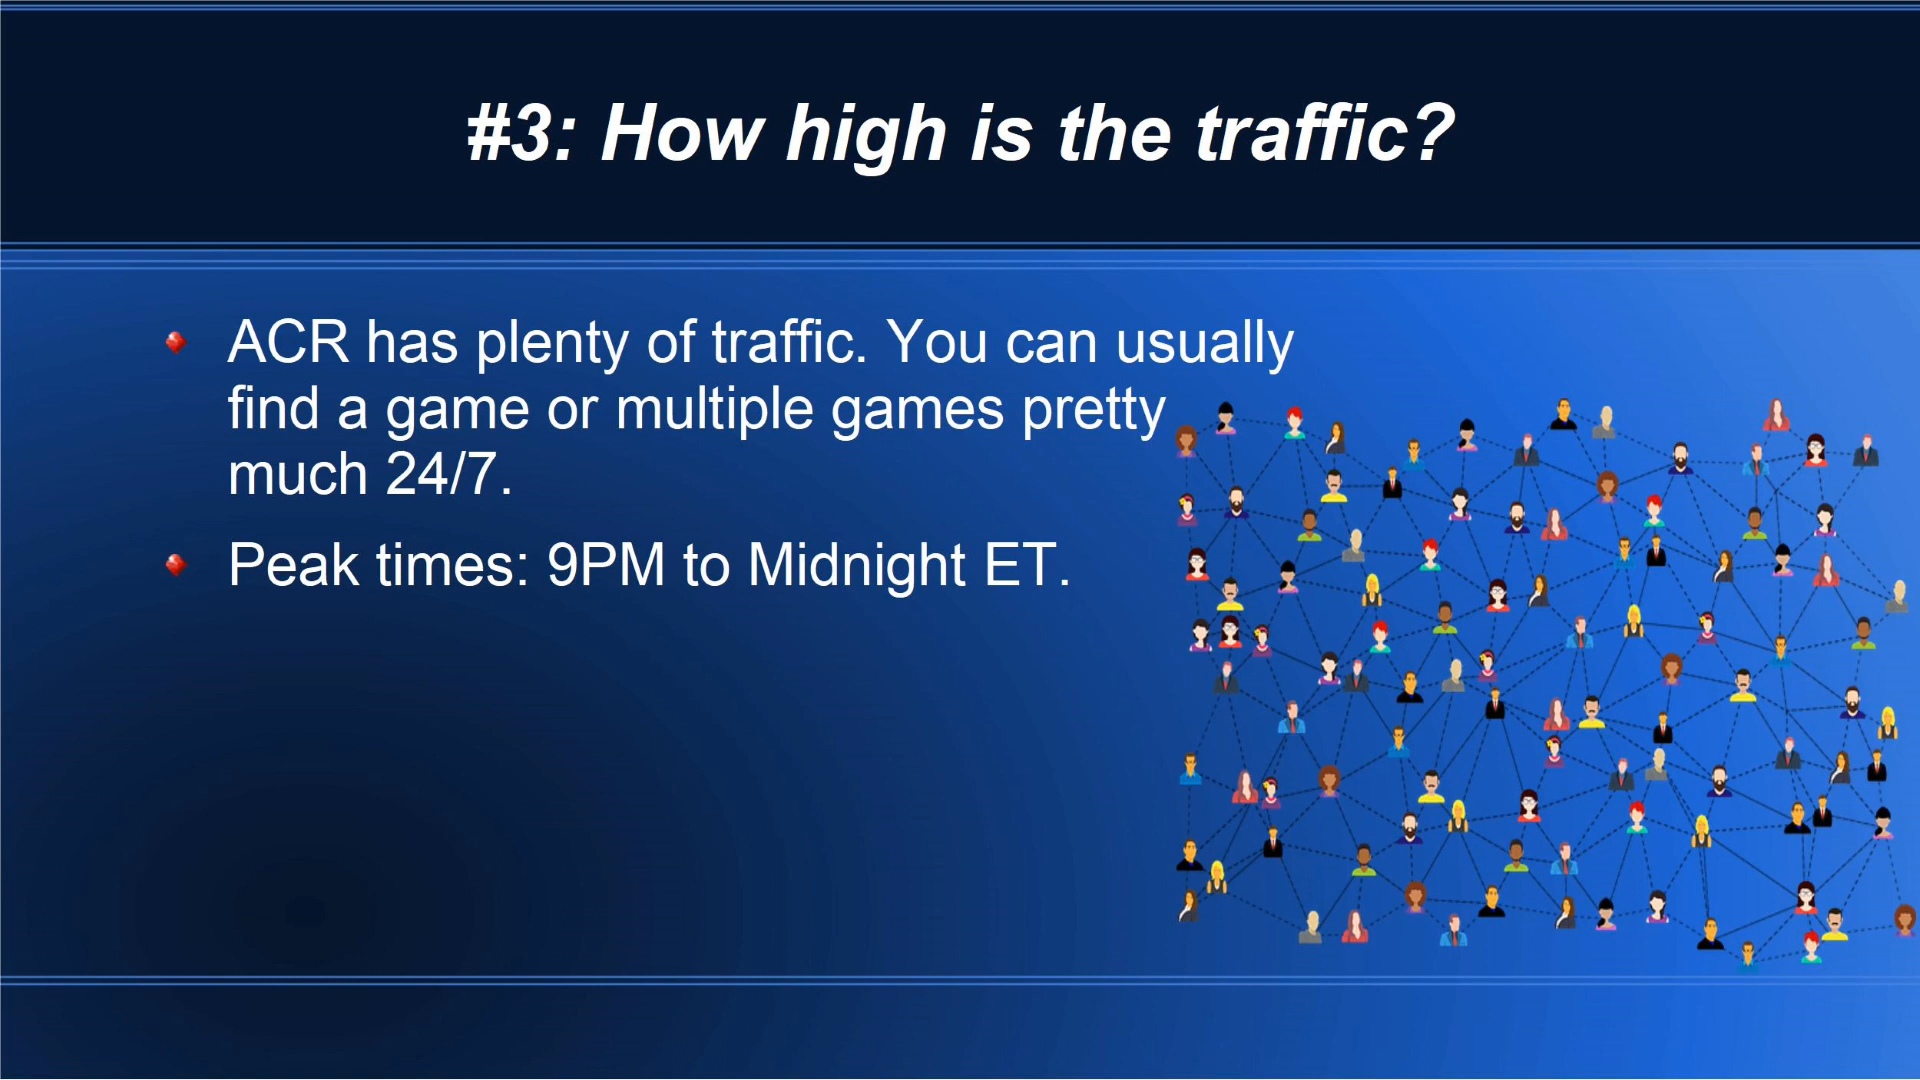 #3: How high is the traffic?
ACR has plenty of traffic. You can usually
find a game or multiple games pretty
much 24/7.
Peak times: 9PM to Midnight ET.